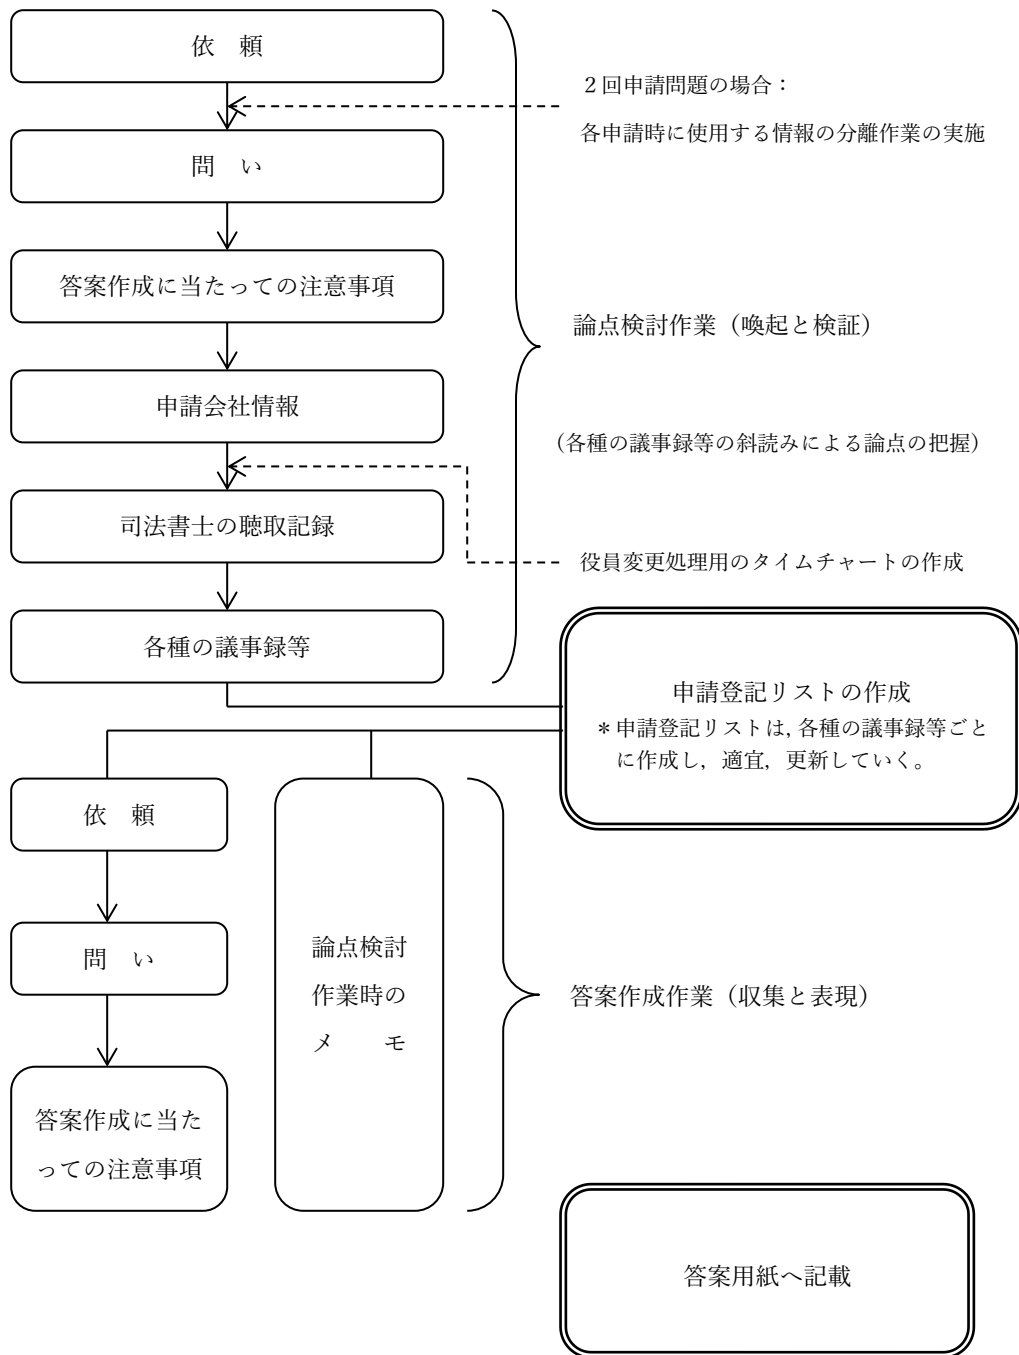 依　頼
２回申請問題の場合：
各申請時に使用する情報の分離作業の実施
問　い
答案作成に当たっての注意事項
論点検討作業（喚起と検証）
申請会社情報
（各種の議事録等の斜読みによる論点の把握）
司法書士の聴取記録
役員変更処理用のタイムチャートの作成
各種の議事録等
申請登記リストの作成
＊申請登記リストは，各種の議事録等ごと
に作成し，適宜，更新していく。
依　頼
問　い
答案作成に当た
っての注意事項
論点検討
作業時の
メ　　モ
答案作成作業（収集と表現）
答案用紙へ記載